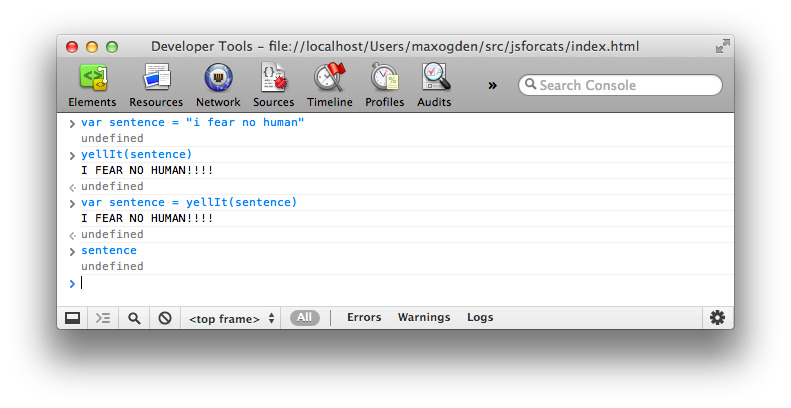 Developer Tools - file://localhost/Users/maxogden/src/jsforcats/index.html
Elements Resources Network Sources Timeline Profiles Audits » Search Console
> var sentence = "i fear no human"
undefined
> yellIt(sentence)
I FEAR NO HUMAN!!!!
undefined
> var sentence = yellIt(sentence)
I FEAR NO HUMAN!!!!
undefined
> sentence
undefined
>
<top frame> All Errors Warnings Logs